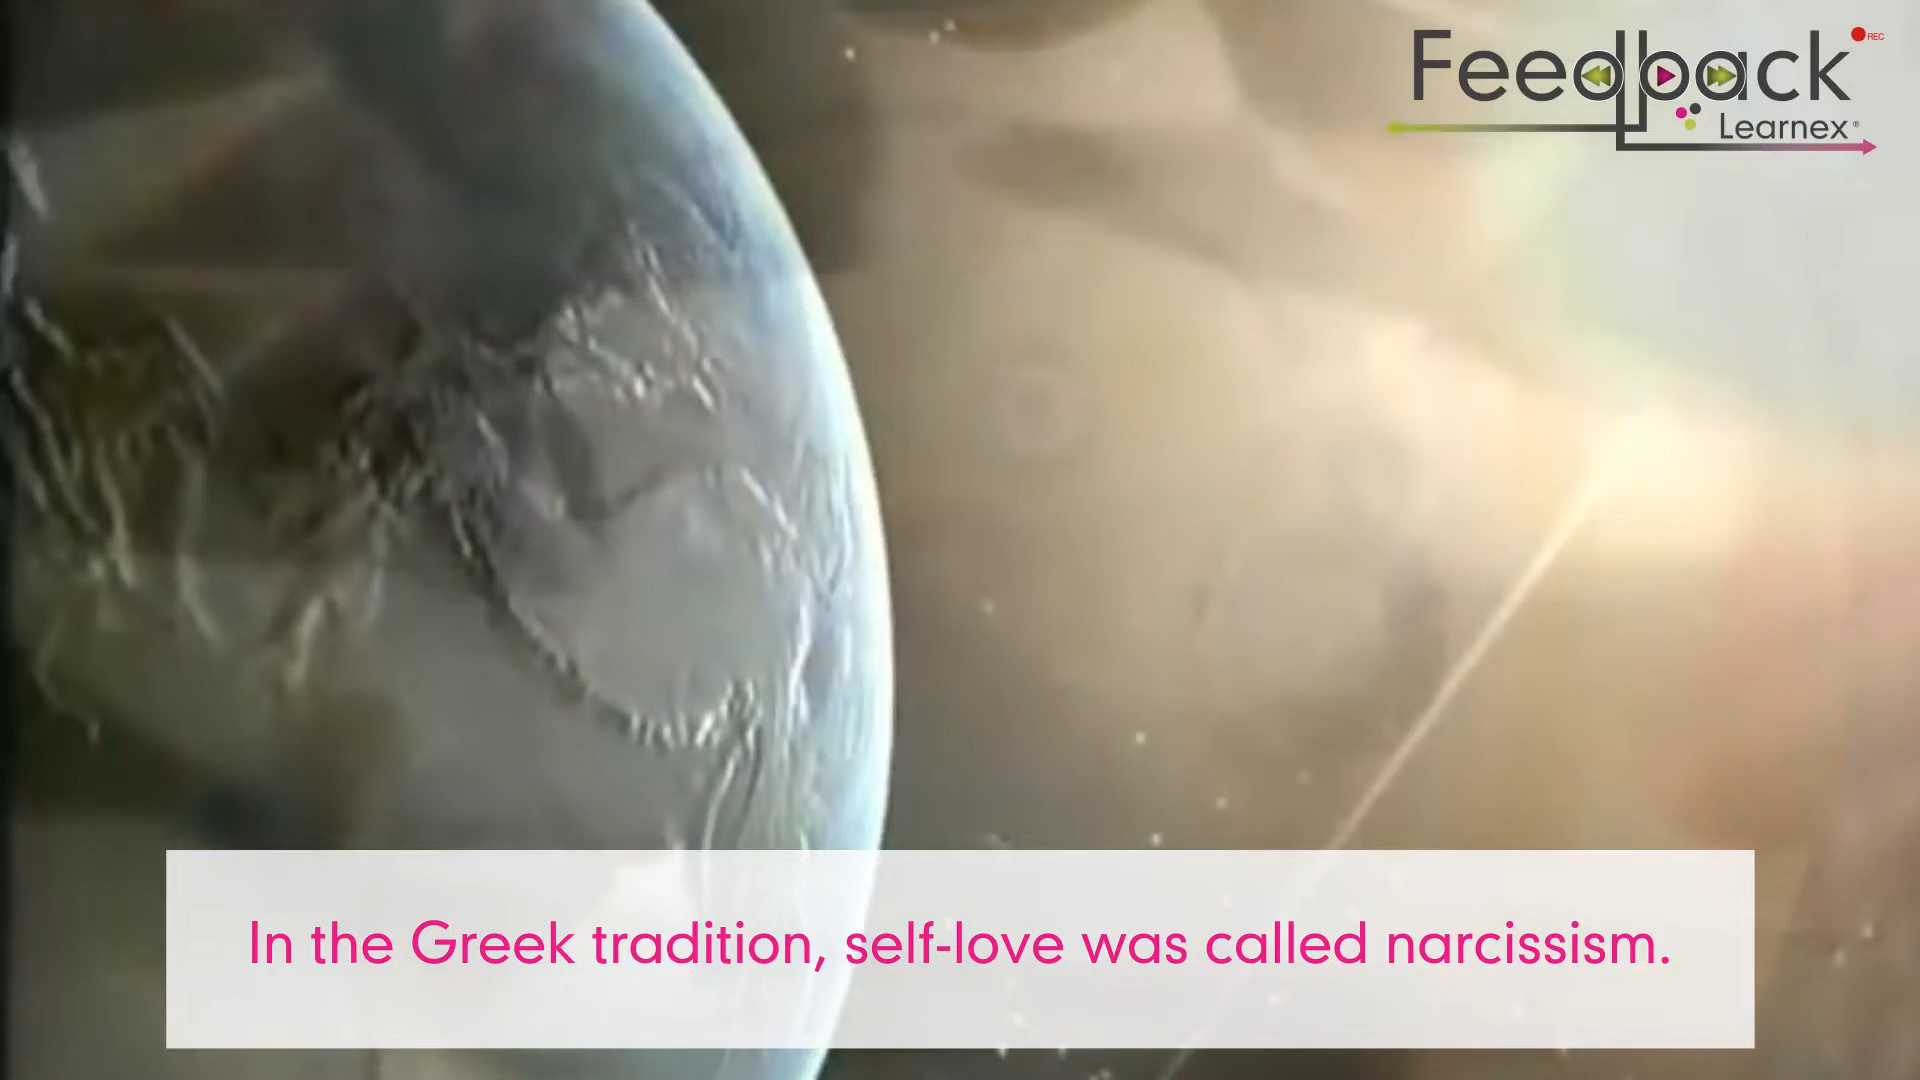 Feedback
REC
Learnex®
In the Greek tradition, self-love was called narcissism.